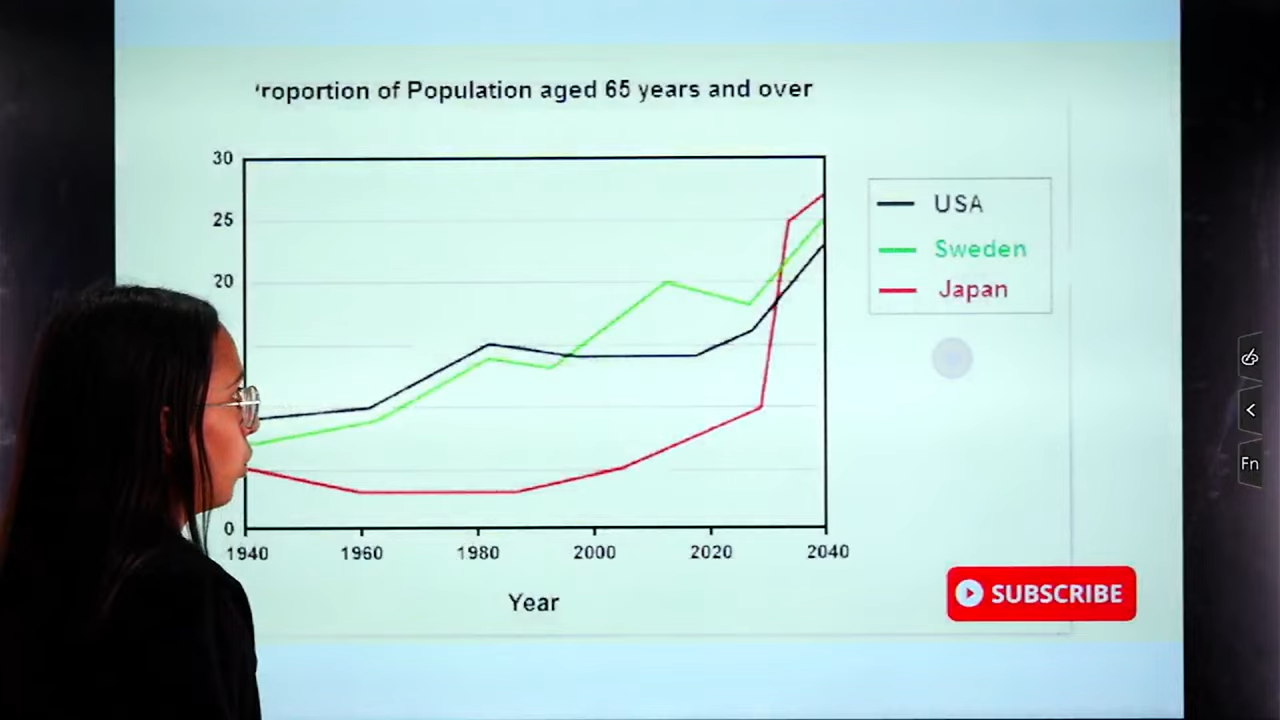 roportion of Population aged 65 years and over
30
25
20
0
1940 1960 1980 2000 2020 2040
Year
USA
Sweden
Japan
SUBSCRIBE
Fn